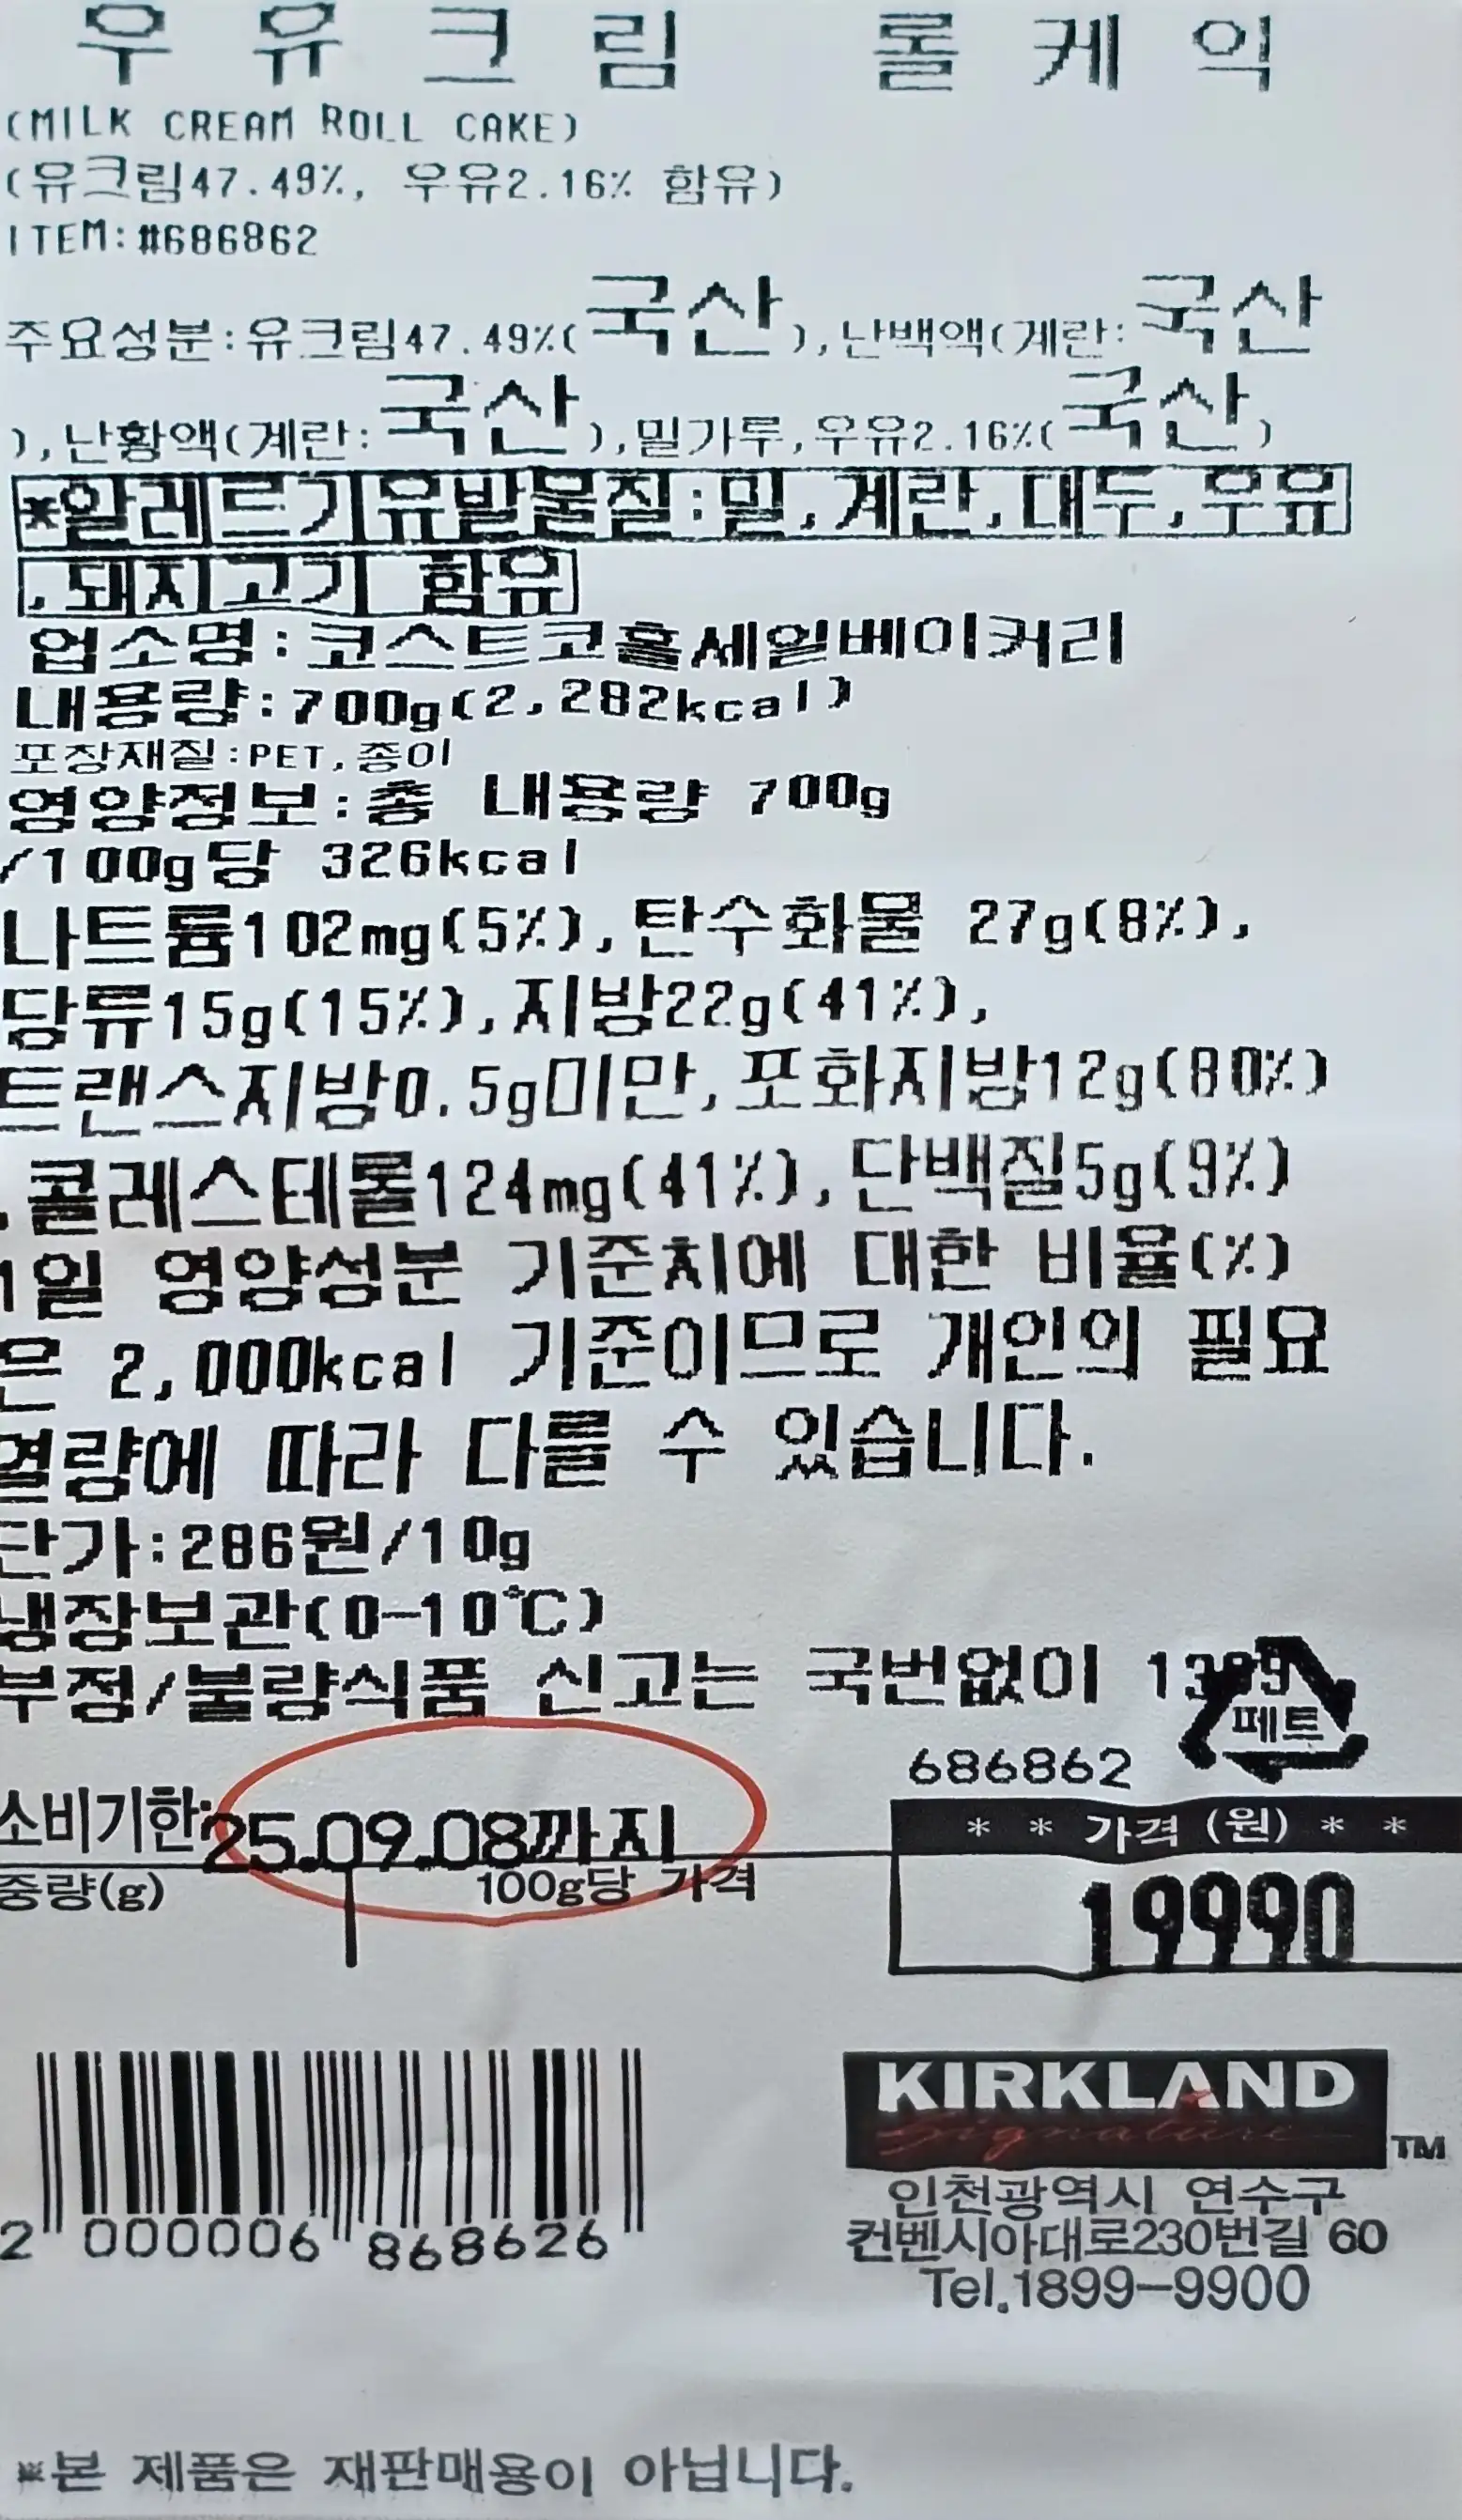 우유크림 롤케익
(MILK CREAM ROLL CAKE)
(유크림47.49%, 우유2.16% 함유)
ITEM:#686862
주요성분:유크림47.49%(국산),난백액(계란:국산
),난황액(계란:국산),밀가루,우유2.16%(국산)
*알레르기유발물질:밀,계란,대두,우유
,돼지고기 함유
업소명:코스트코홀세일베이커리
내용량:700g(2,282kcal)
포장재질:PET,종이
영양정보:총 내용량 700g
/100g당 326kcal
나트륨102mg(5%),탄수화물 27g(8%),
당류15g(15%),지방22g(41%),
트랜스지방0.5g미만,포화지방12g(80%)
,콜레스테롤124mg(41%),단백질5g(9%)
1일 영양성분 기준치에 대한 비율(%)
은 2,000kcal 기준이므로 개인의 필요
열량에 따라 다를 수 있습니다.
단가:286원/10g
냉장보관(0-10℃)
부정/불량식품 신고는 국번없이 1399
페트
686862
소비기한:25.09.08까지
중량(g) 100g당 가격
* * 가격 (원) * *
19990
2 000006 868626
KIRKLAND
Signature
TM
인천광역시 연수구
컨벤시아대로230번길 60
Tel.1899-9900
※본 제품은 재판매용이 아닙니다.